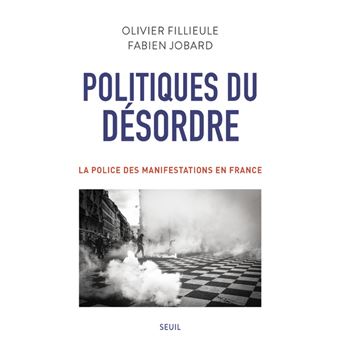 OLIVIER FILLIEULE
FABIEN JOBARD
POLITIQUES DU
DÉSORDRE
LA POLICE DES MANIFESTATIONS EN FRANCE
SEUIL